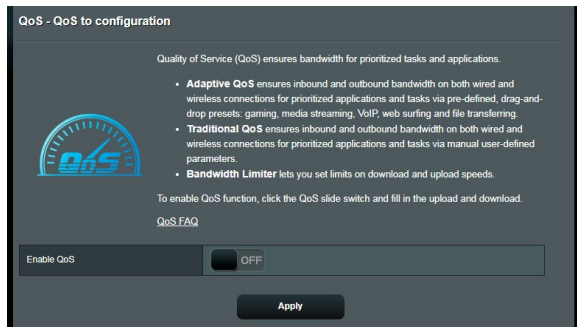 QoS - QoS to configuration
Quality of Service (QoS) ensures bandwidth for prioritized tasks and applications.
• Adaptive QoS ensures inbound and outbound bandwidth on both wired and
wireless connections for prioritized applications and tasks via pre-defined, drag-and-
drop presets: gaming, media streaming, VoIP, web surfing and file transferring.
• Traditional QoS ensures inbound and outbound bandwidth on both wired and
wireless connections for prioritized applications and tasks via manual user-defined
parameters.
• Bandwidth Limiter lets you set limits on download and upload speeds.
QoS
To enable QoS function, click the QoS slide switch and fill in the upload and download.
QoS FAQ
Enable QoS
OFF
Apply